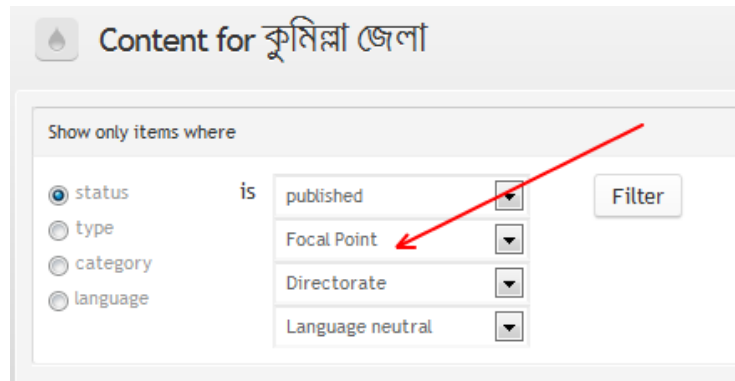 Content for কুমিল্লা জেলা
Show only items where
status is published Filter
type Focal Point
category Directorate
language Language neutral